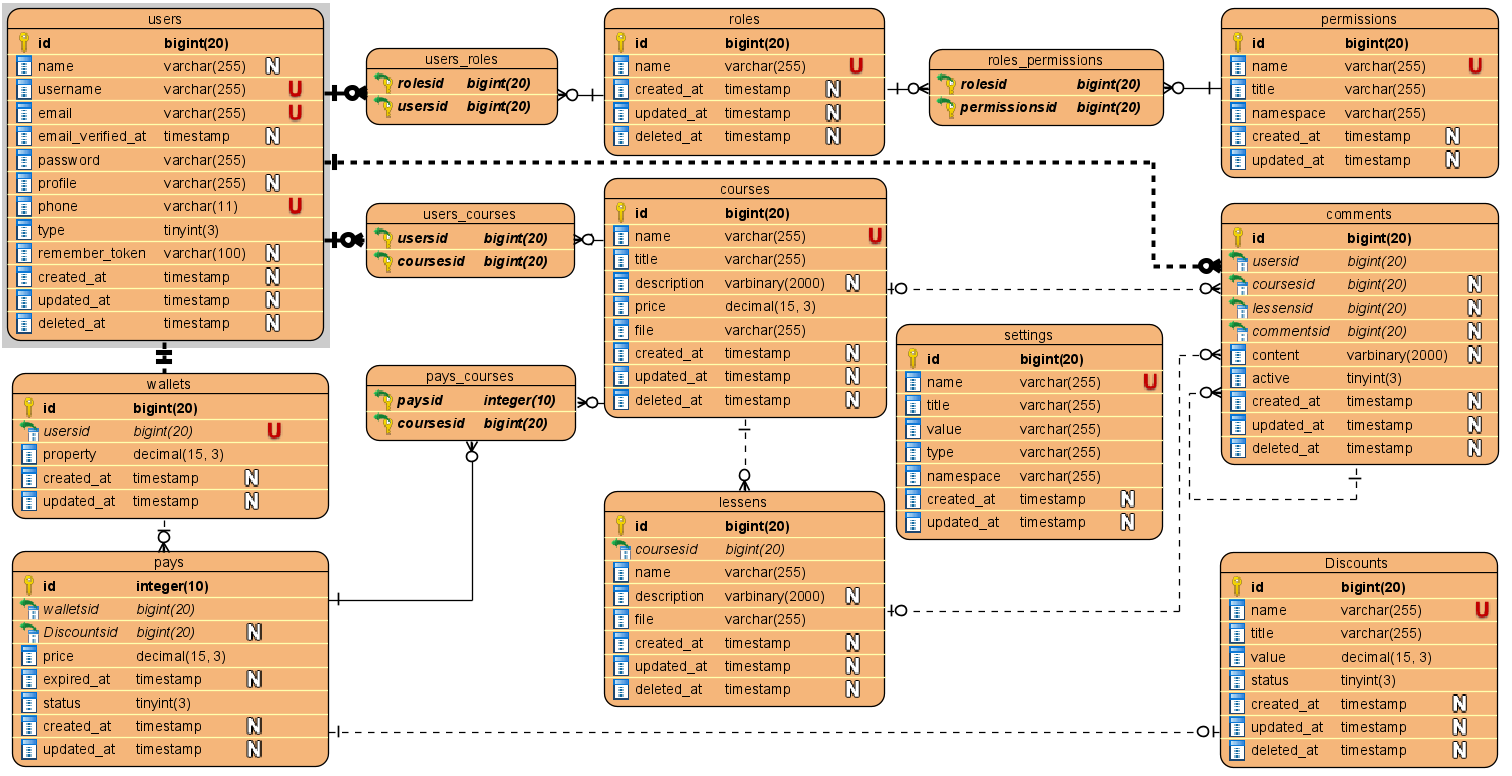 users
id bigint(20)
name varchar(255) N
username varchar(255) U
email varchar(255) U
email_verified_at timestamp N
password varchar(255)
profile varchar(255) N
phone varchar(11) U
type tinyint(3)
remember_token varchar(100) N
created_at timestamp N
updated_at timestamp N
deleted_at timestamp N
users_roles
rolesid bigint(20)
usersid bigint(20)
roles
id bigint(20)
name varchar(255) U
created_at timestamp N
updated_at timestamp N
deleted_at timestamp N
roles_permissions
rolesid bigint(20)
permissionsid bigint(20)
permissions
id bigint(20)
name varchar(255) U
title varchar(255)
namespace varchar(255)
created_at timestamp N
updated_at timestamp N
users_courses
usersid bigint(20)
coursesid bigint(20)
courses
id bigint(20)
name varchar(255) U
title varchar(255)
description varbinary(2000) N
price decimal(15, 3)
file varchar(255)
created_at timestamp N
updated_at timestamp N
deleted_at timestamp N
comments
id bigint(20)
usersid bigint(20)
coursesid bigint(20) N
lessensid bigint(20) N
commentsid bigint(20) N
content varbinary(2000) N
active tinyint(3)
created_at timestamp N
updated_at timestamp N
deleted_at timestamp N
settings
id bigint(20)
name varchar(255) U
title varchar(255)
value varchar(255)
type varchar(255)
namespace varchar(255)
created_at timestamp N
updated_at timestamp N
wallets
id bigint(20)
usersid bigint(20) U
property decimal(15, 3)
created_at timestamp N
updated_at timestamp N
pays_courses
paysid integer(10)
coursesid bigint(20)
lessens
id bigint(20)
coursesid bigint(20)
name varchar(255)
description varbinary(2000) N
file varchar(255)
created_at timestamp N
updated_at timestamp N
deleted_at timestamp N
pays
id integer(10)
walletsid bigint(20)
Discountsid bigint(20) N
price decimal(15, 3)
expired_at timestamp N
status tinyint(3)
created_at timestamp N
updated_at timestamp N
Discounts
id bigint(20)
name varchar(255) U
title varchar(255)
value decimal(15, 3)
status tinyint(3)
created_at timestamp N
updated_at timestamp N
deleted_at timestamp N